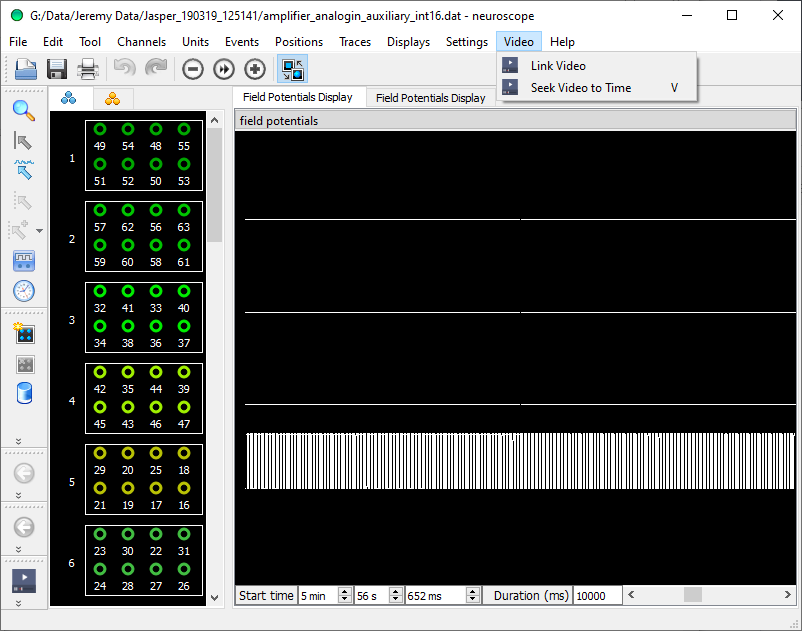 G:/Data/Jeremy Data/Jasper_190319_125141/amplifier_analogin_auxiliary_int16.dat - neuroscope
File Edit Tool Channels Units Events Positions Traces Displays Settings Video Help
Link Video
Seek Video to Time V
Field Potentials Display Field Potentials Display
field potentials
1
49 54 48 55
51 52 50 53
2
57 62 56 63
59 60 58 61
3
32 41 33 40
34 38 36 37
4
42 35 44 39
45 43 46 47
5
29 20 25 18
21 19 17 16
6
23 30 22 31
24 28 27 26
Start time 5 min 56 s 652 ms Duration (ms) 10000